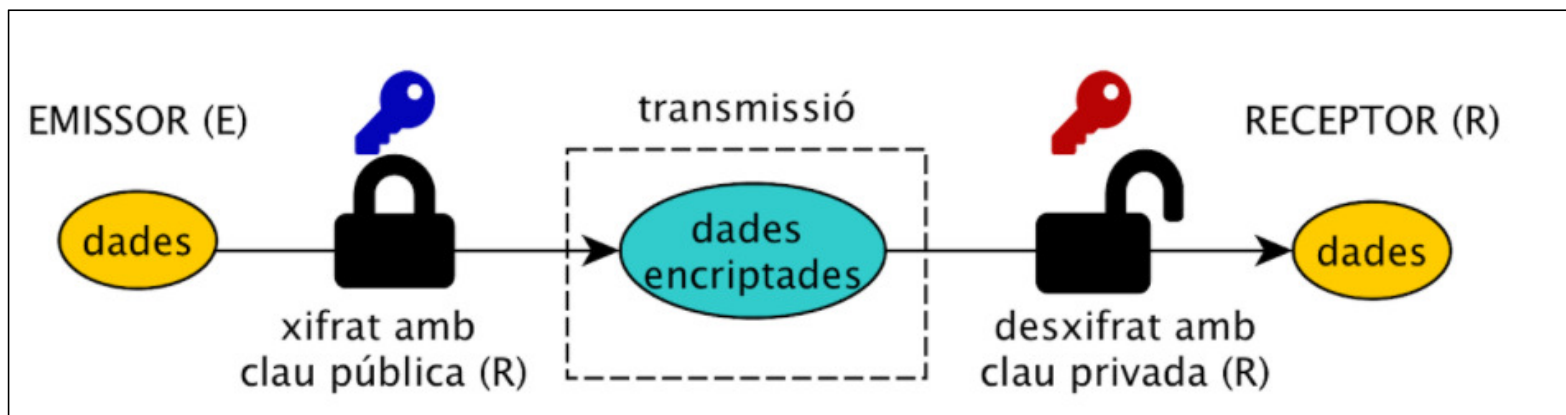 EMISSOR (E)
transmissió
RECEPTOR (R)
dades
dades
encriptades
dades
xifrat amb
clau pública (R)
desxifrat amb
clau privada (R)